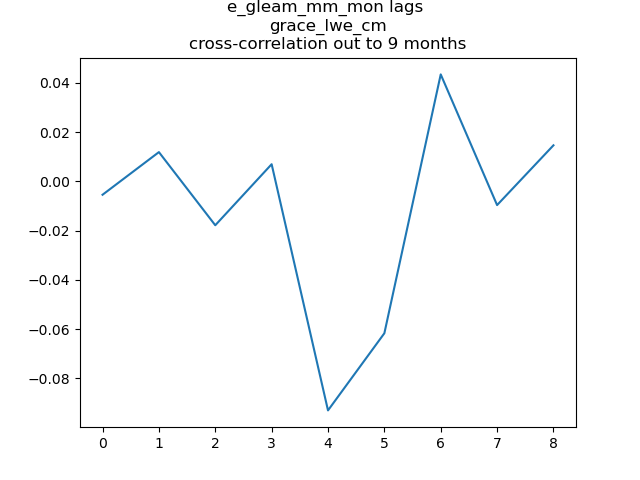 e_gleam_mm_mon lags
grace_lwe_cm
cross-correlation out to 9 months
0.04
0.02
0.00
−0.02
−0.04
−0.06
−0.08
0 1 2 3 4 5 6 7 8